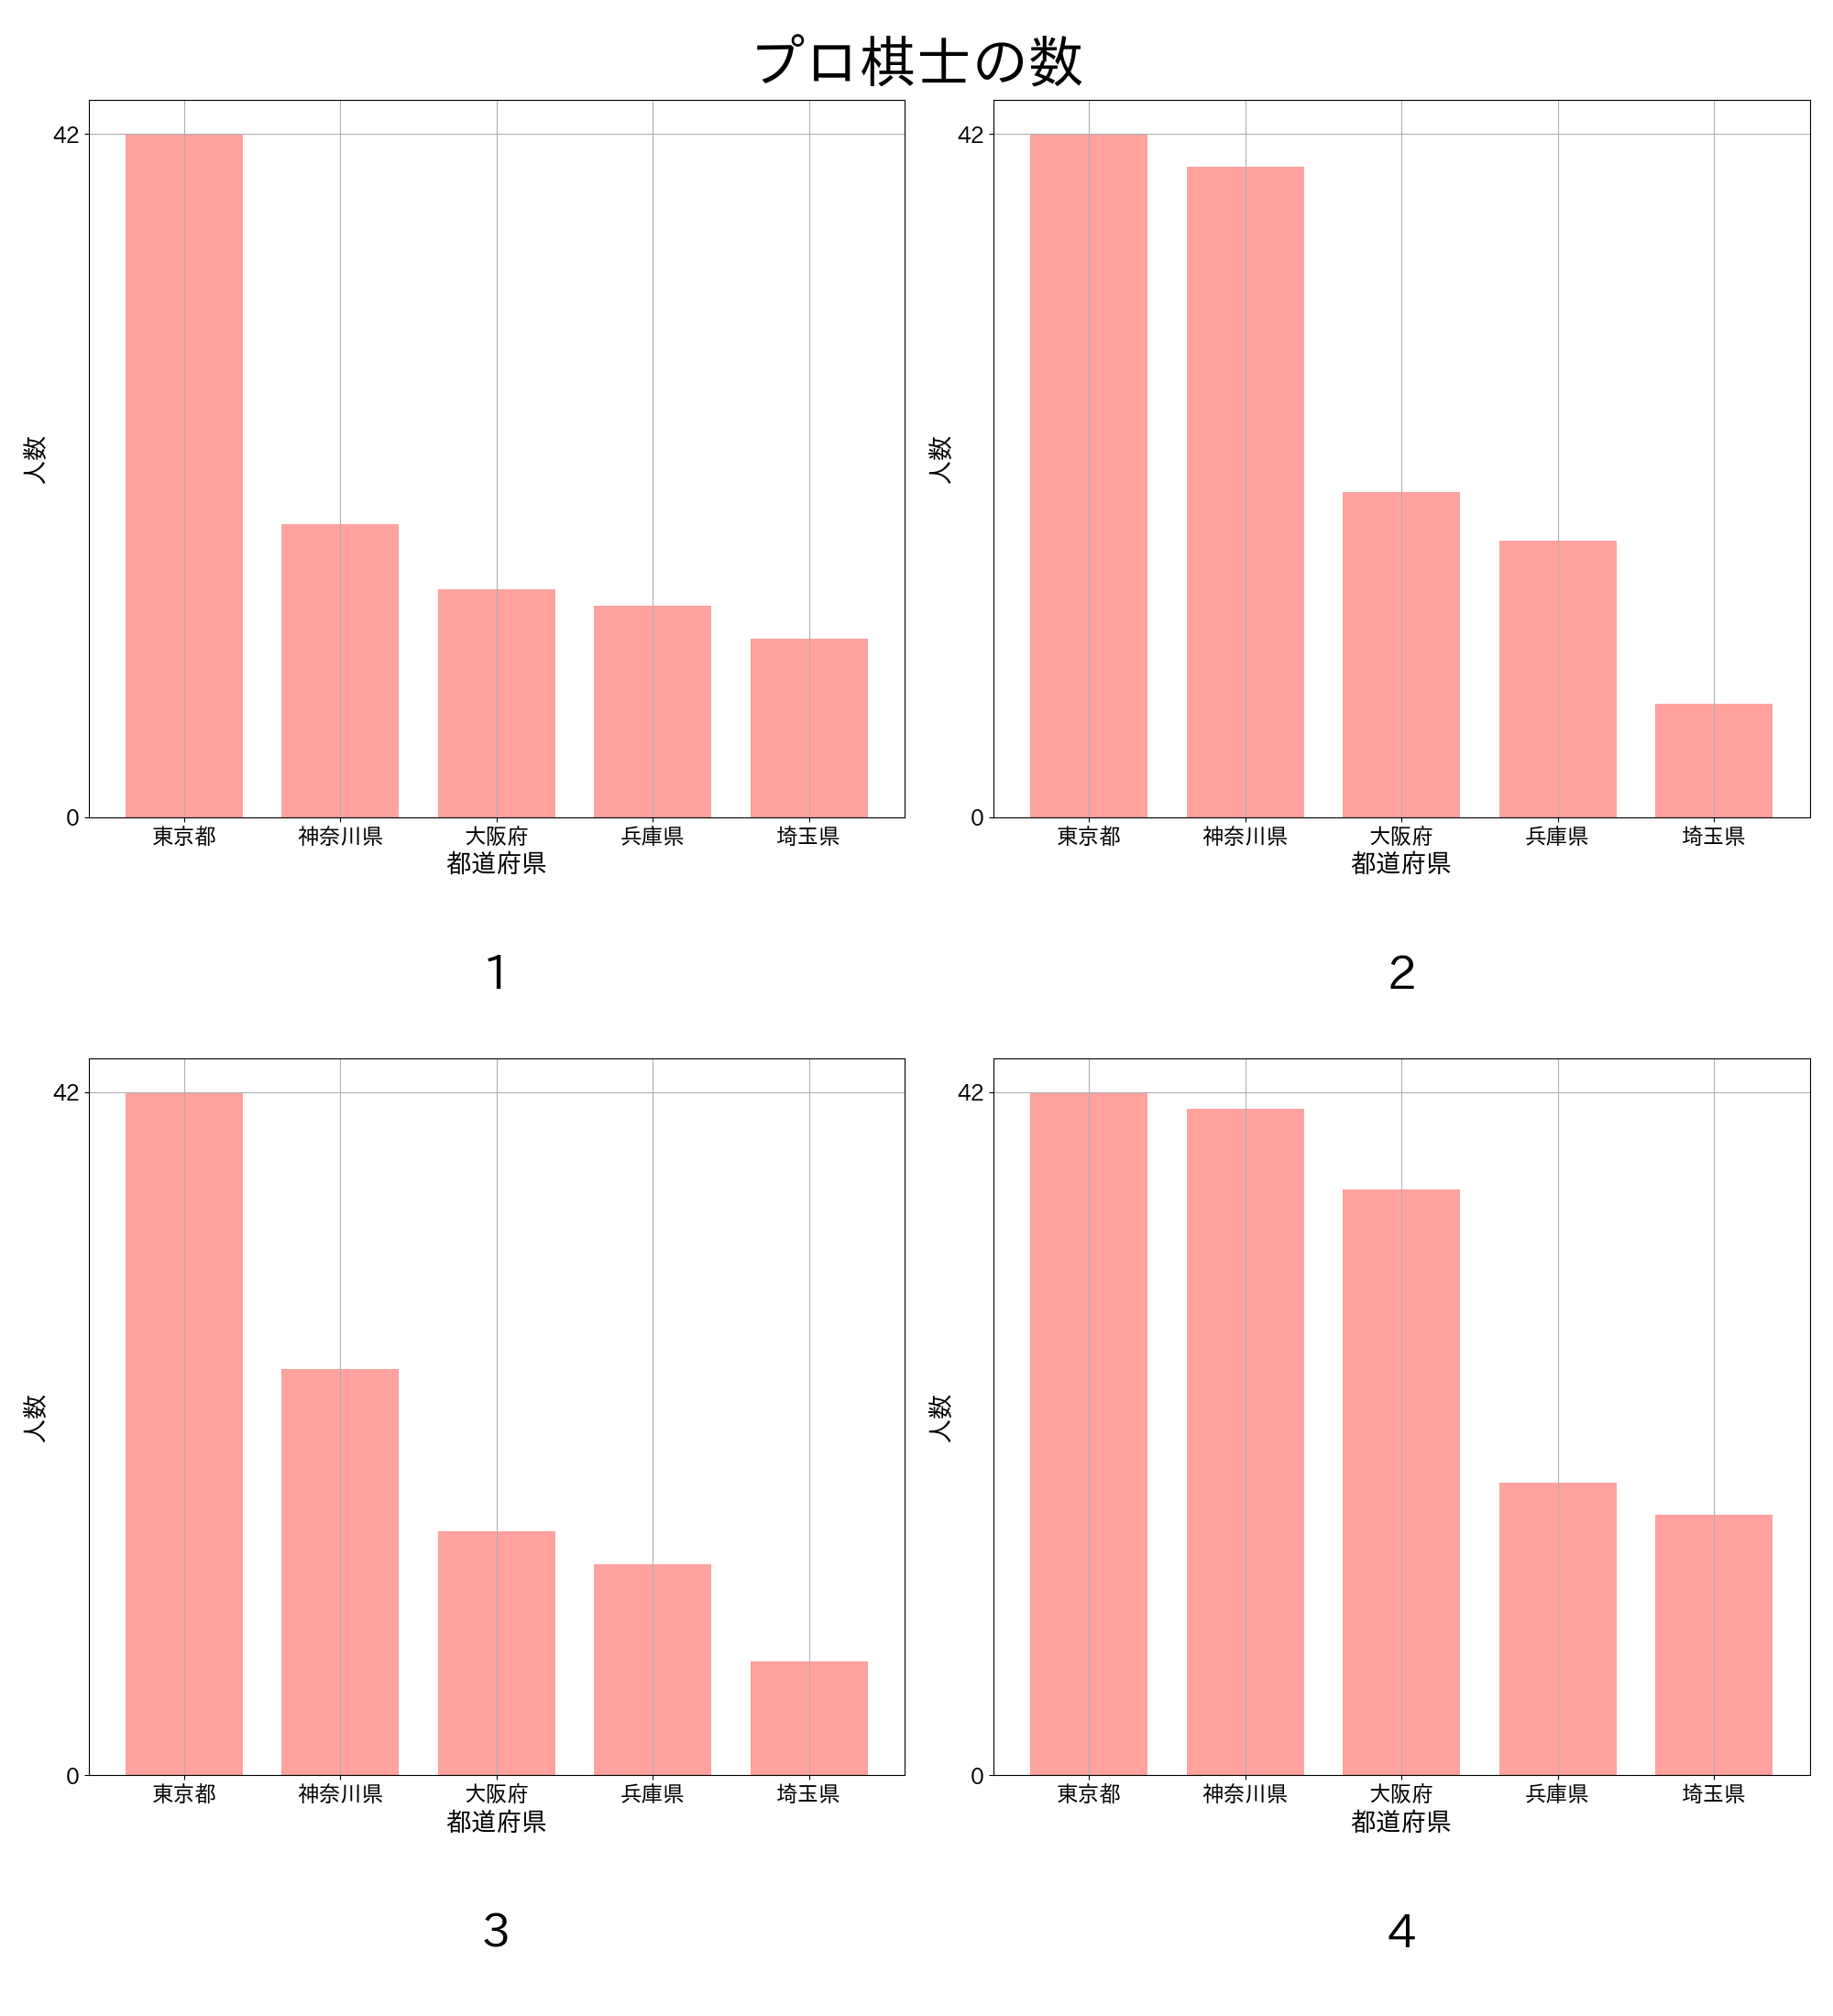 プロ棋士の数
42
人数
0
東京都 神奈川県 大阪府 兵庫県 埼玉県
都道府県
1
42
人数
0
東京都 神奈川県 大阪府 兵庫県 埼玉県
都道府県
2
42
人数
0
東京都 神奈川県 大阪府 兵庫県 埼玉県
都道府県
3
42
人数
0
東京都 神奈川県 大阪府 兵庫県 埼玉県
都道府県
4